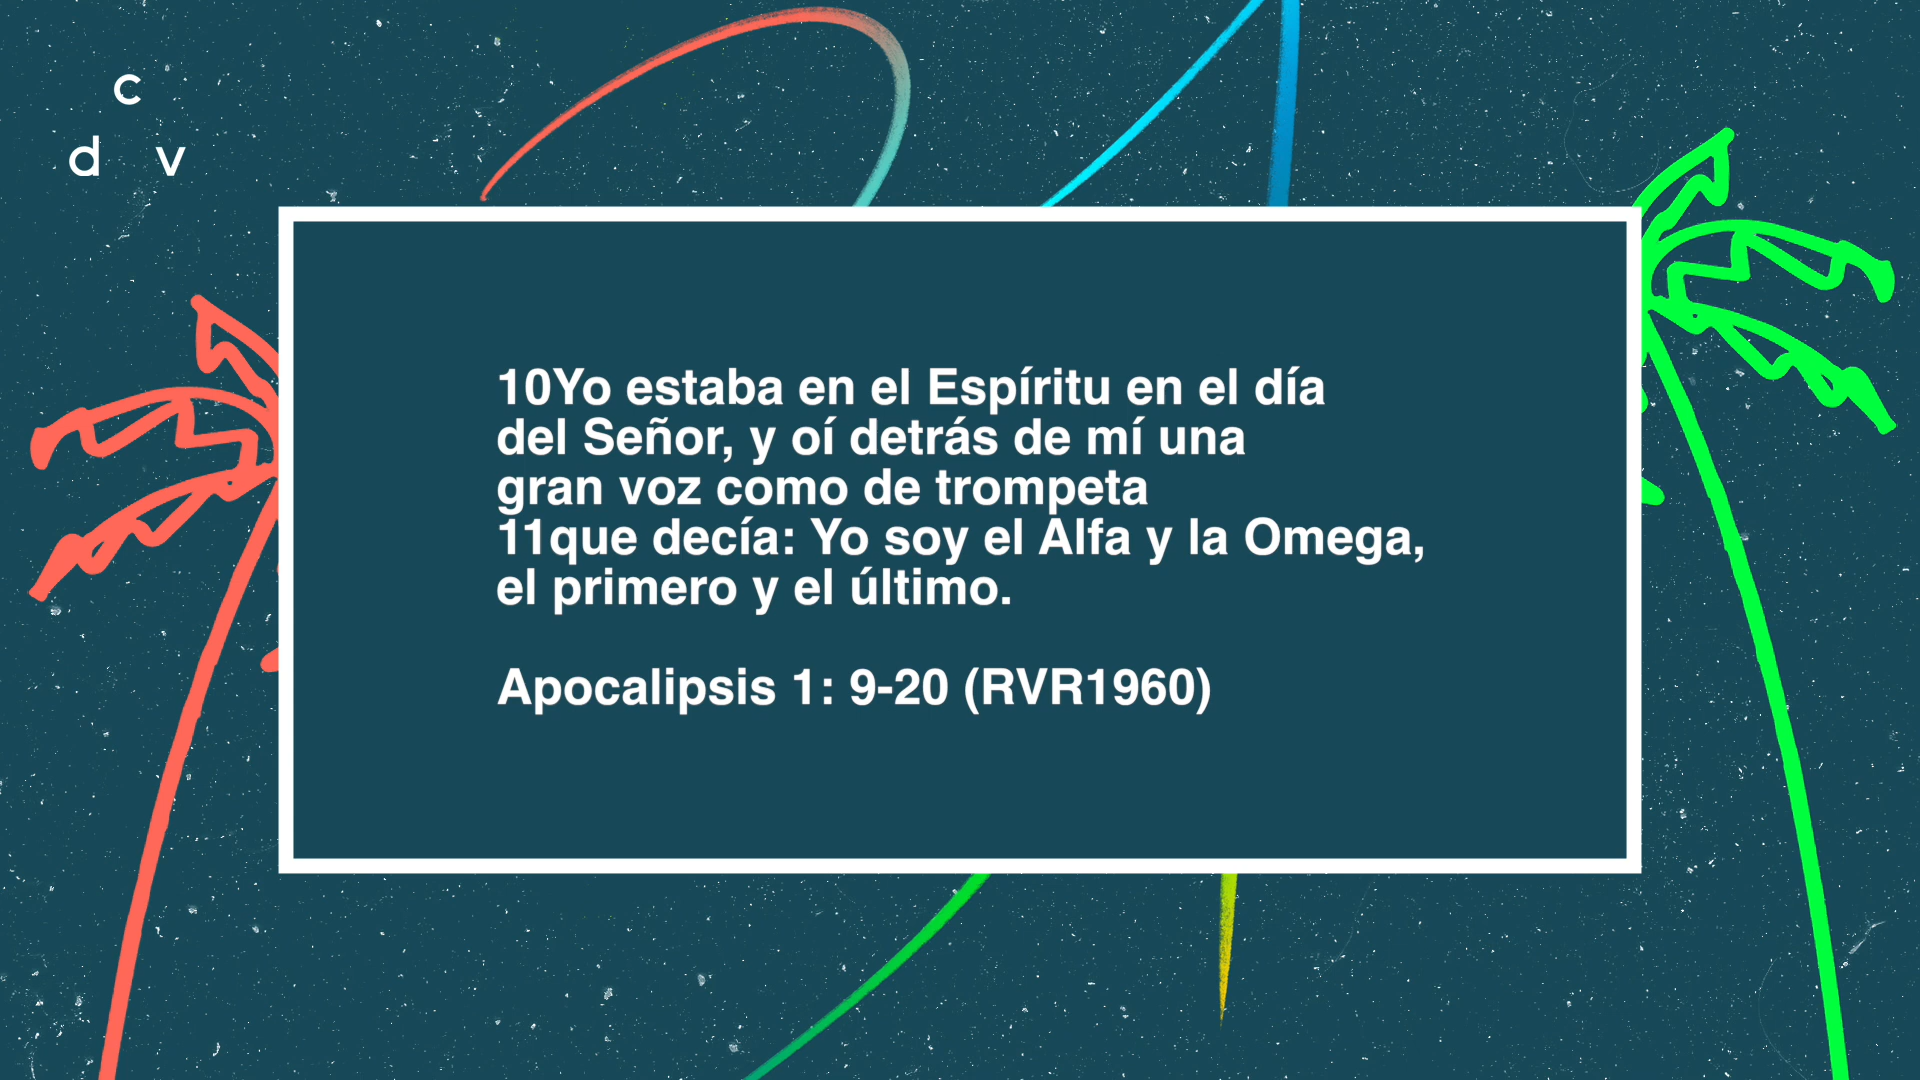 c
d v
10Yo estaba en el Espíritu en el día
del Señor, y oí detrás de mí una
gran voz como de trompeta
11que decía: Yo soy el Alfa y la Omega,
el primero y el último.
Apocalipsis 1: 9-20 (RVR1960)